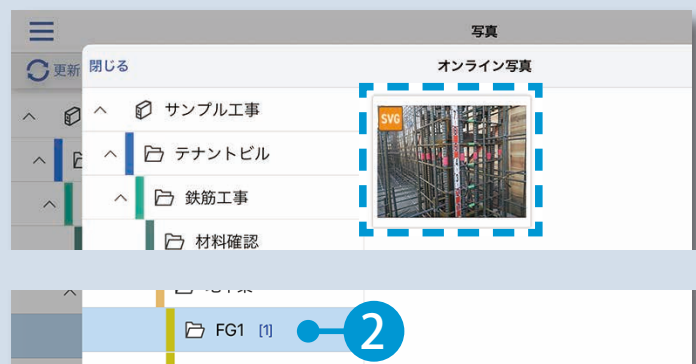 写真
更新
閉じる
オンライン写真
サンプル工事
SVG
テナントビル
鉄筋工事
材料確認
FG1 [1]
2